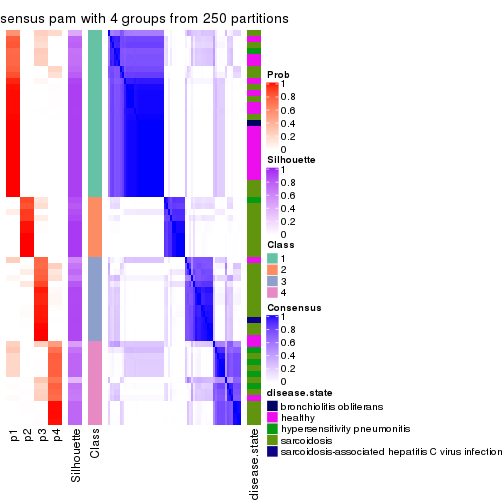 sensus pam with 4 groups from 250 partitions
Prob
1
0.8
0.6
0.4
0.2
0
Silhouette
1
0.8
0.6
0.4
0.2
0
Class
1
2
3
4
Consensus
1
0.8
0.6
0.4
0.2
0
disease.state
bronchiolitis obliterans
healthy
hypersensitivity pneumonitis
sarcoidosis
sarcoidosis-associated hepatitis C virus infection
p1
p2
p3
p4
Silhouette
Class
disease.state